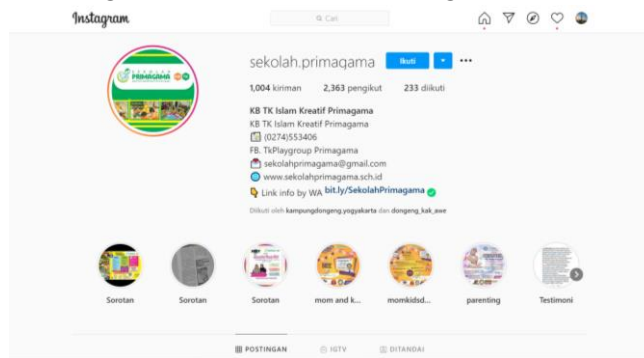 Instagram
Cari
sekolah.primagama Ikuti
1,004 kiriman 2,363 pengikut 233 diikuti
KB TK Islam Kreatif Primagama
KB TK Islam Kreatif Primagama
(0274)553406
FB. TkPlaygroup Primagama
sekolahprimagama@gmail.com
www.sekolahprimagama.sch.id
Link info by WA bit.ly/SekolahPrimagama
Diikuti oleh kampungdongeng.yogyakarta dan dongeng_kak_awe
PRIMAGAMA
Sorotan Sorotan Sorotan mom and k... momkidsd... parenting Testimoni
POSTINGAN IGTV DITANDAI